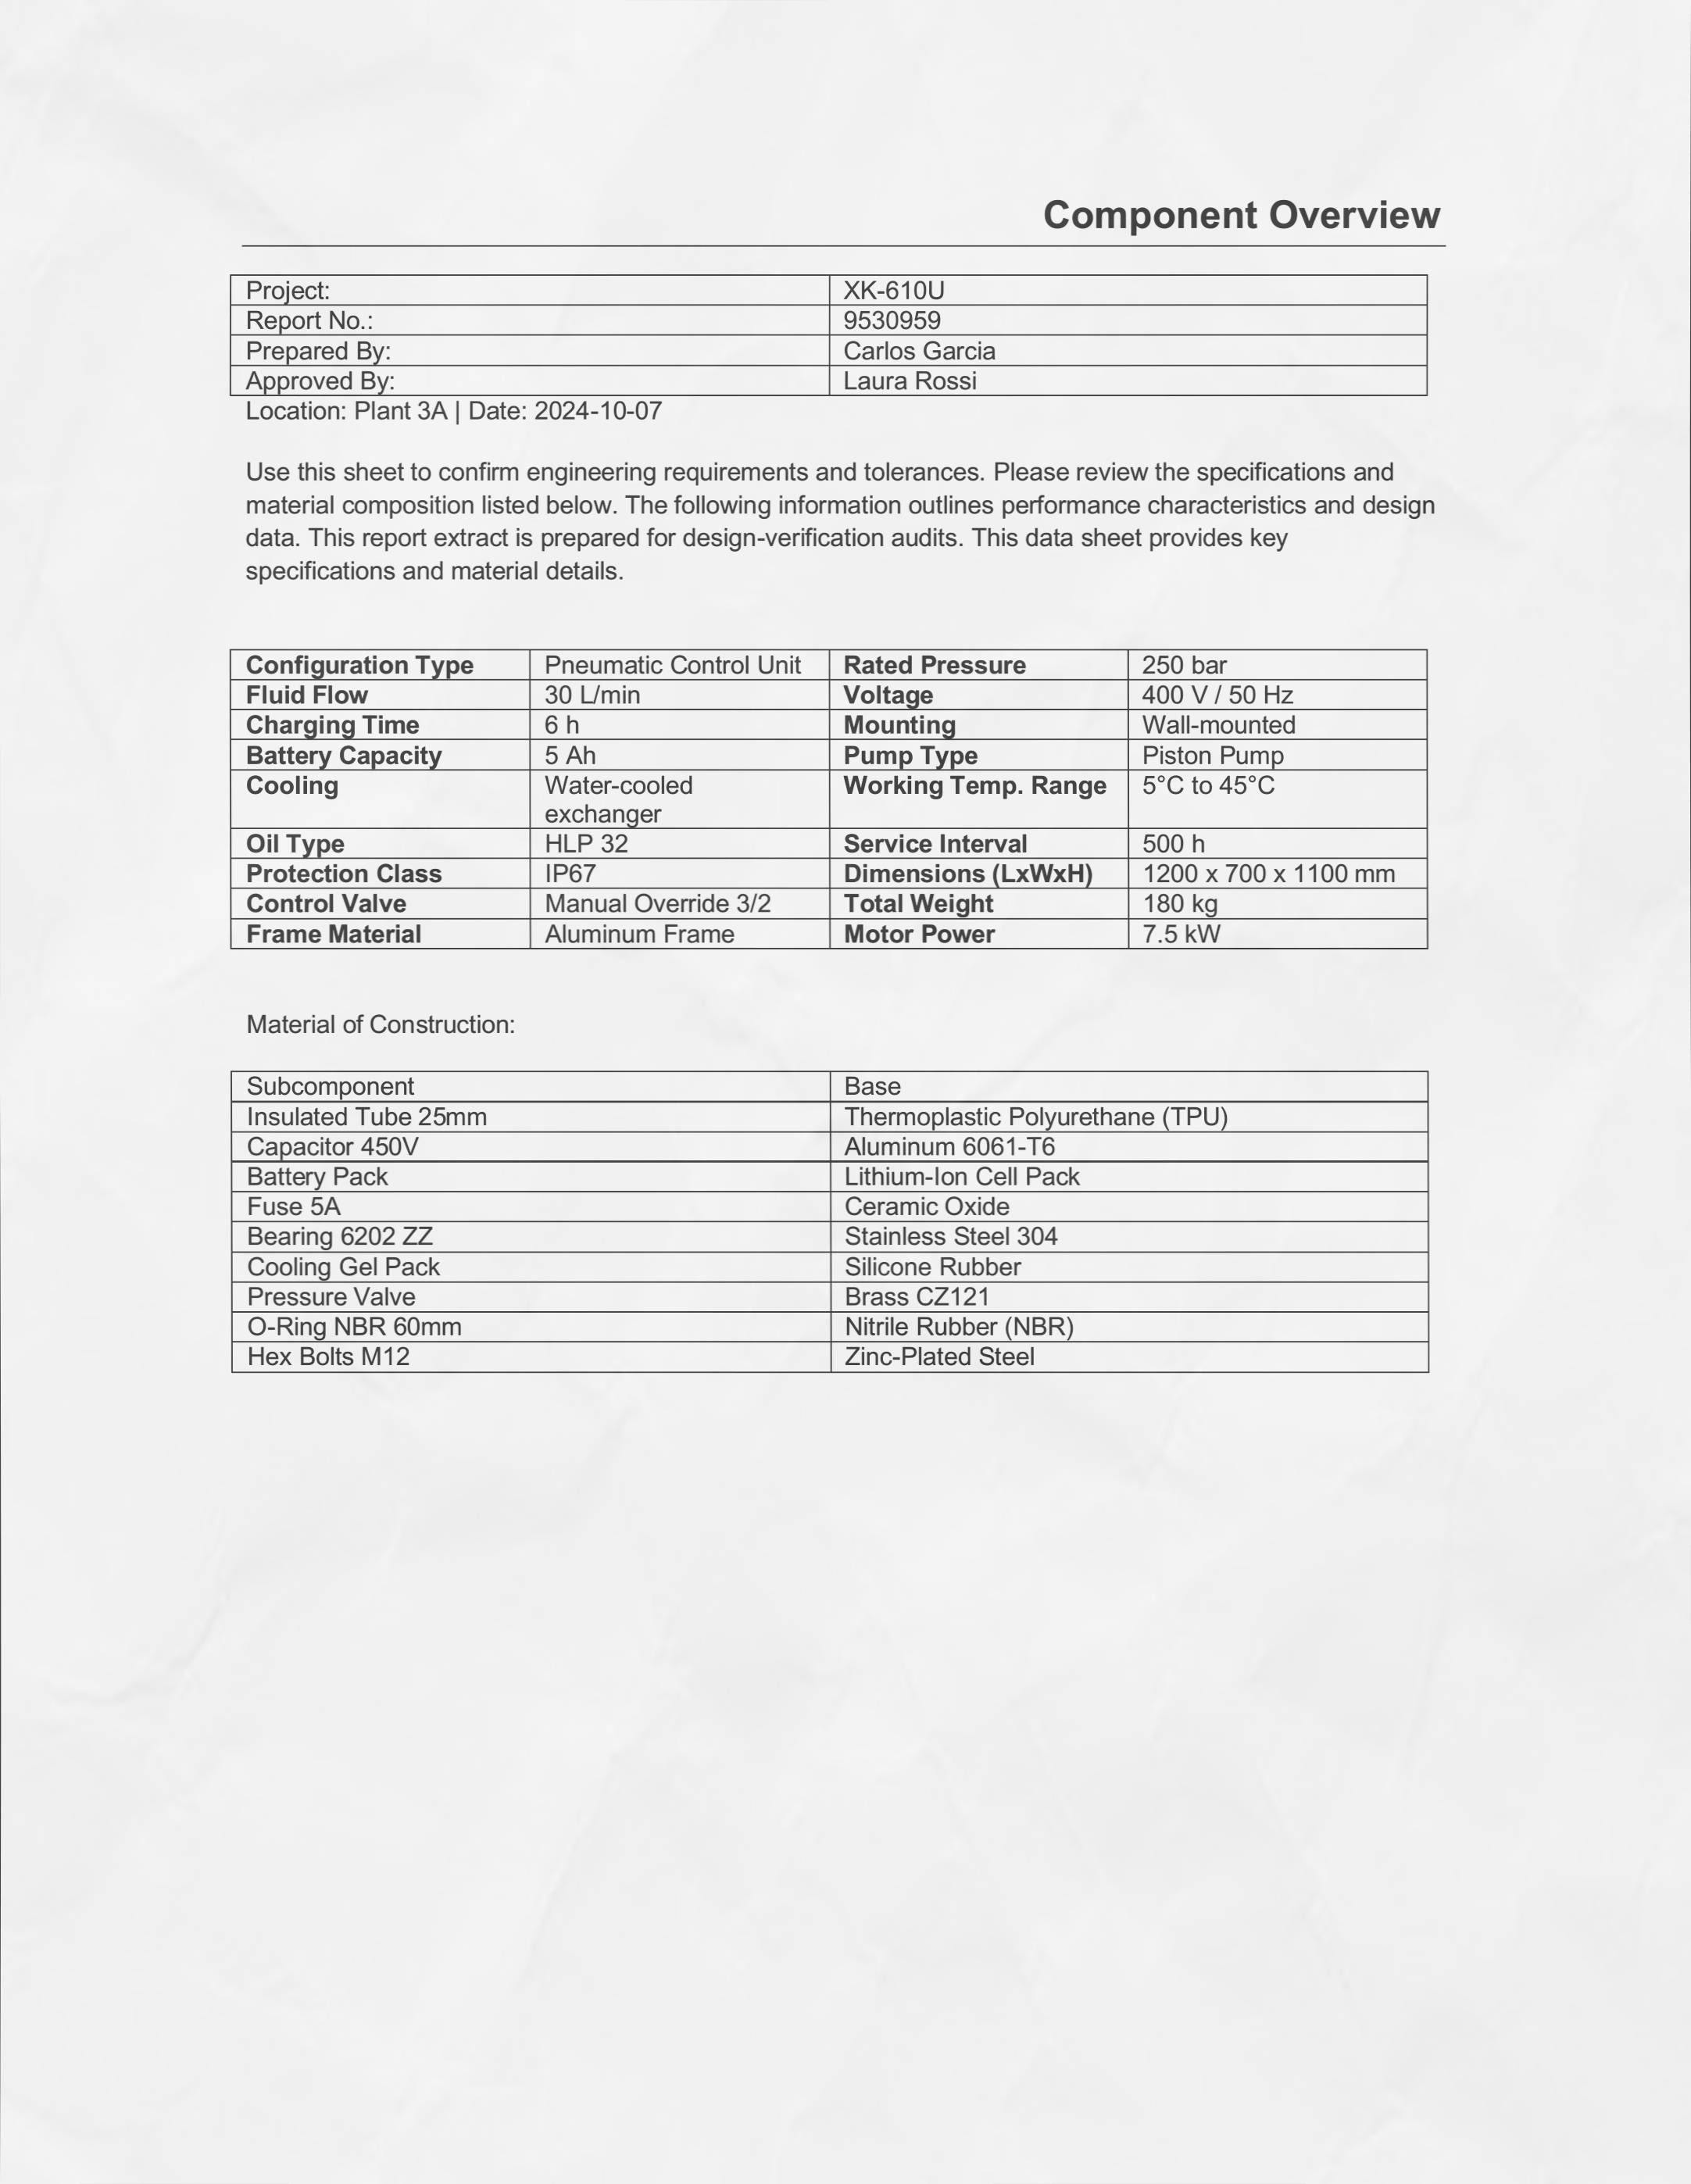 Component Overview
Project: XK-610U
Report No.: 9530959
Prepared By: Carlos Garcia
Approved By: Laura Rossi
Location: Plant 3A | Date: 2024-10-07
Use this sheet to confirm engineering requirements and tolerances. Please review the specifications and
material composition listed below. The following information outlines performance characteristics and design
data. This report extract is prepared for design-verification audits. This data sheet provides key
specifications and material details.
Configuration Type Pneumatic Control Unit Rated Pressure 250 bar
Fluid Flow 30 L/min Voltage 400 V / 50 Hz
Charging Time 6 h Mounting Wall-mounted
Battery Capacity 5 Ah Pump Type Piston Pump
Cooling Water-cooled Working Temp. Range 5°C to 45°C
exchanger
Oil Type HLP 32 Service Interval 500 h
Protection Class IP67 Dimensions (LxWxH) 1200 x 700 x 1100 mm
Control Valve Manual Override 3/2 Total Weight 180 kg
Frame Material Aluminum Frame Motor Power 7.5 kW
Material of Construction:
Subcomponent Base
Insulated Tube 25mm Thermoplastic Polyurethane (TPU)
Capacitor 450V Aluminum 6061-T6
Battery Pack Lithium-Ion Cell Pack
Fuse 5A Ceramic Oxide
Bearing 6202 ZZ Stainless Steel 304
Cooling Gel Pack Silicone Rubber
Pressure Valve Brass CZ121
O-Ring NBR 60mm Nitrile Rubber (NBR)
Hex Bolts M12 Zinc-Plated Steel